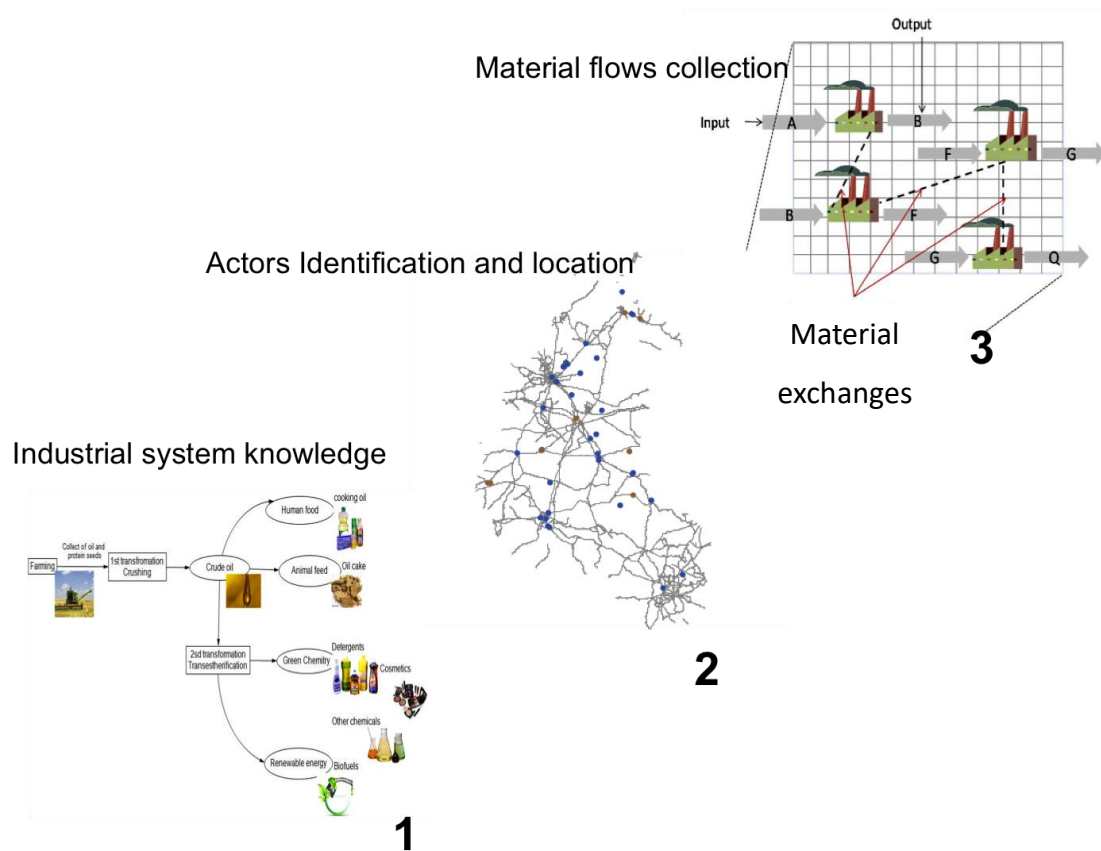 Output
Material flows collection
Input
A
B
F
G
B
F
G
Q
Material
exchanges
3
Actors Identification and location
2
Industrial system knowledge
cooking oil
Human food
Collect of oil and
protein seeds
Farming
1st transfromation
Crushing
Crude oil
Animal feed
Oil cake
2sd transformation
Transestherification
Green Chemitry
Detergents
Cosmetics
Other chemicals
Renewable energy
Biofuels
1